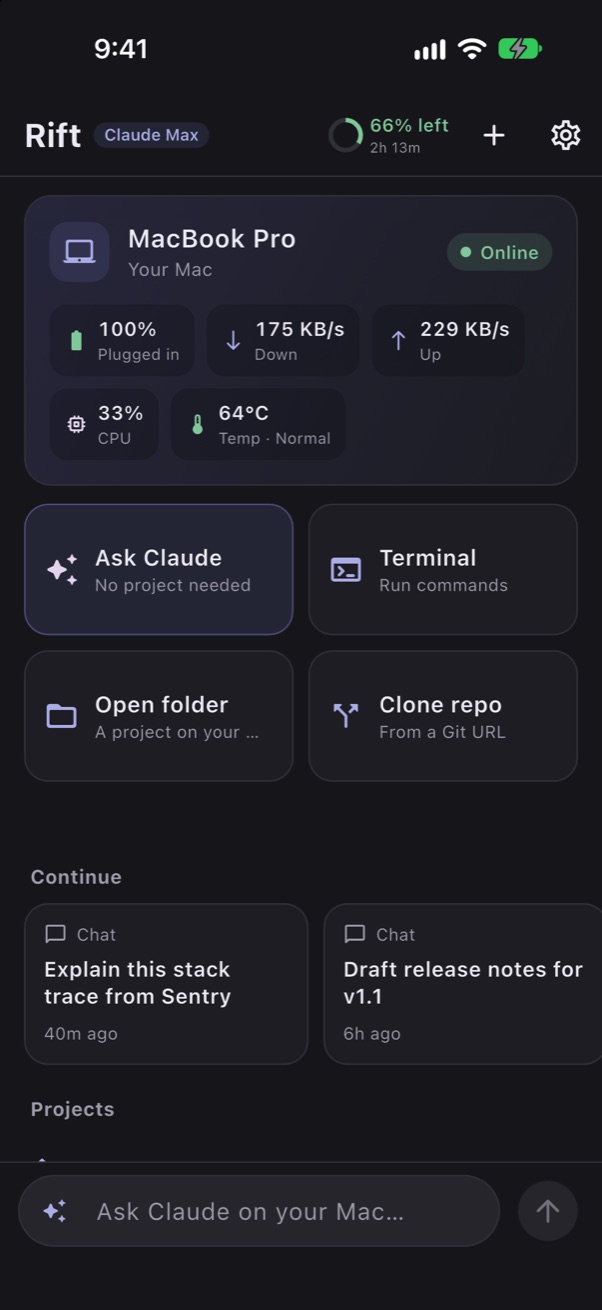 9:41
Rift
Claude Max
66% left
2h 13m
MacBook Pro
Your Mac
Online
100%
Plugged in
175 KB/s
Down
229 KB/s
Up
33%
CPU
64°C
Temp · Normal
Ask Claude
No project needed
Terminal
Run commands
Open folder
A project on your ...
Clone repo
From a Git URL
Continue
Chat
Explain this stack
trace from Sentry
40m ago
Chat
Draft release notes for
v1.1
6h ago
Projects
Ask Claude on your Mac...